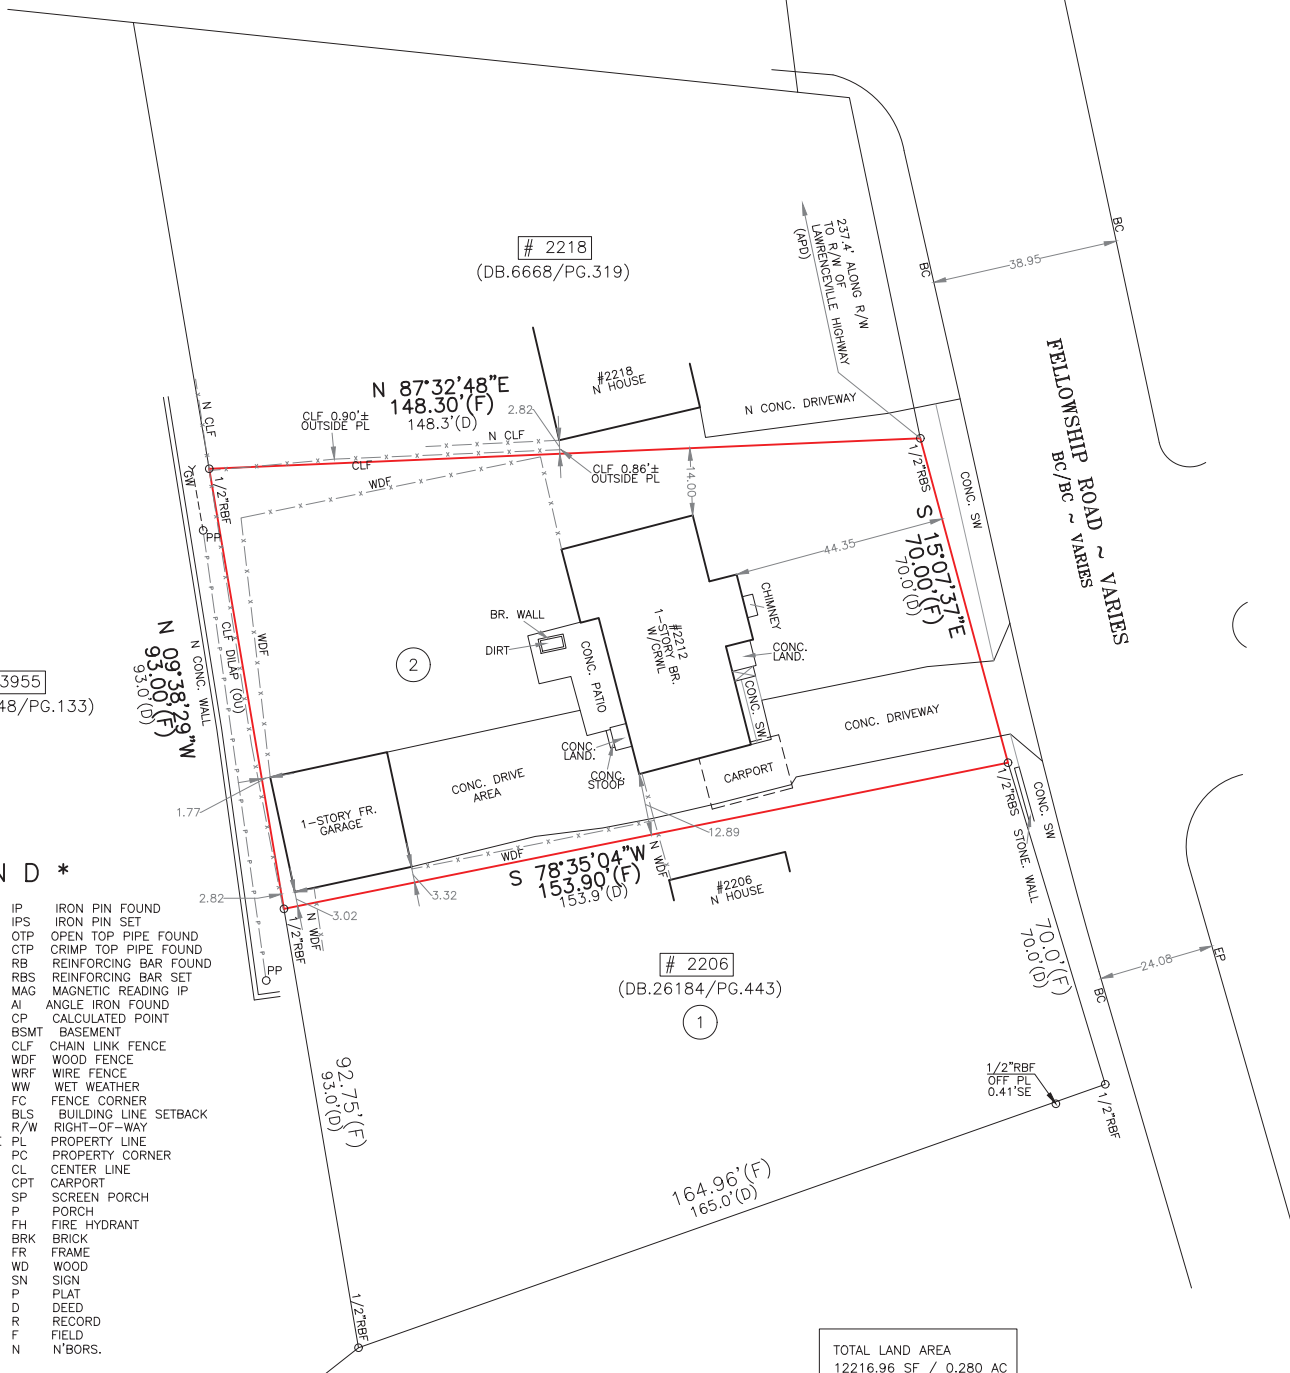 # 2218
(DB.6668/PG.319)
237.4' ALONG R/W
TO R/W OF
LAWRENCEVILLE HIGHWAY
(APD)
BC
BC
38.95
FELLOWSHIP ROAD ~ VARIES
BC/BC ~ VARIES
#2218
N HOUSE
N CONC. DRIVEWAY
N 87°32'48"E
148.30'(F)
148.3'(D)
2.82
N CLF
CLF 0.90'±
OUTSIDE PL
N CLF
CLF
CLF 0.86'±
OUTSIDE PL
WDF
GW
1/2"RBF
PP
14.00
1/2"RBS
CONC. SW
S 15°07'37"E
70.00'(F)
70.0'(D)
44.35
CHIMNEY
#2212
1-STORY BR.
W/CRWL
CONC.
LAND.
CONC. SW
BR. WALL
DIRT
CONC. PATIO
2
CLF DILAP (OU)
WDF
N CONC. WALL
N 09°38'29"W
93.00'(F)
93.0'(D)
3955
48/PG.133)
CONC. DRIVEWAY
CONC.
LAND.
CONC.
STOOP
CARPORT
CONC. DRIVE
AREA
1-STORY FR.
GARAGE
1.77
12.89
WDF
N WDF
S 78°35'04"W
153.90'(F)
153.9'(D)
#2206
N HOUSE
1/2"RBS
STONE. WALL
CONC. SW
2.82
3.02
3.32
N WDF
1/2"RBF
PP
# 2206
(DB.26184/PG.443)
1
70.0'(F)
70.0'(D)
24.08
EP
BC
1/2"RBF
OFF PL
0.41'SE
1/2"RBF
92.75'(F)
93.0'(D)
164.96'(F)
165.0'(D)
1/2"RBF
N D *
IP IRON PIN FOUND
IPS IRON PIN SET
OTP OPEN TOP PIPE FOUND
CTP CRIMP TOP PIPE FOUND
RB REINFORCING BAR FOUND
RBS REINFORCING BAR SET
MAG MAGNETIC READING IP
AI ANGLE IRON FOUND
CP CALCULATED POINT
BSMT BASEMENT
CLF CHAIN LINK FENCE
WDF WOOD FENCE
WRF WIRE FENCE
WW WET WEATHER
FC FENCE CORNER
BLS BUILDING LINE SETBACK
R/W RIGHT-OF-WAY
PL PROPERTY LINE
PC PROPERTY CORNER
CL CENTER LINE
CPT CARPORT
SP SCREEN PORCH
P PORCH
FH FIRE HYDRANT
BRK BRICK
FR FRAME
WD WOOD
SN SIGN
P PLAT
D DEED
R RECORD
F FIELD
N N'BORS.
TOTAL LAND AREA
12216.96 SF / 0.280 AC